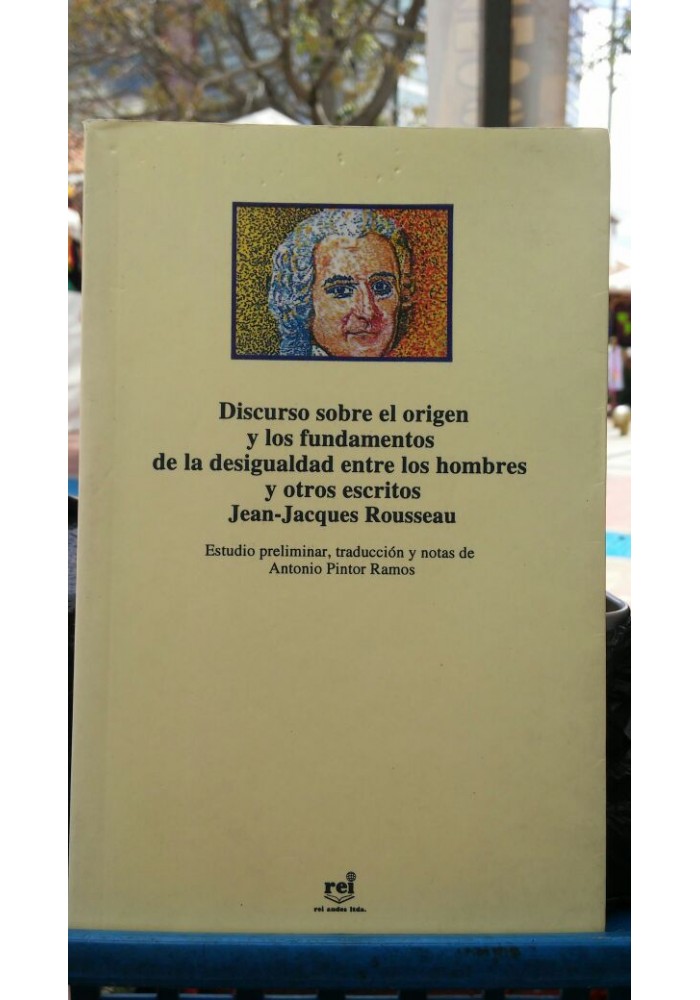 Discurso sobre el origen
y los fundamentos
de la desigualdad entre los hombres
y otros escritos
Jean-Jacques Rousseau
Estudio preliminar, traducción y notas de
Antonio Pintor Ramos
rei
rei andes ltda.